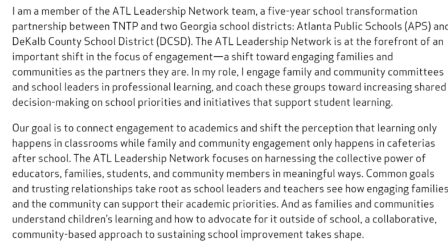 I am a member of the ATL Leadership Network team, a five-year school transformation
partnership between TNTP and two Georgia school districts: Atlanta Public Schools (APS) and
DeKalb County School District (DCSD). The ATL Leadership Network is at the forefront of an
important shift in the focus of engagement—a shift toward engaging families and
communities as the partners they are. In my role, I engage family and community committees
and school leaders in professional learning, and coach these groups toward increasing shared
decision-making on school priorities and initiatives that support student learning.
Our goal is to connect engagement to academics and shift the perception that learning only
happens in classrooms while family and community engagement only happens in cafeterias
after school. The ATL Leadership Network focuses on harnessing the collective power of
educators, families, students, and community members in meaningful ways. Common goals
and trusting relationships take root as school leaders and teachers see how engaging families
and the community can support their academic priorities. And as families and communities
understand children's learning and how to advocate for it outside of school, a collaborative,
community-based approach to sustaining school improvement takes shape.